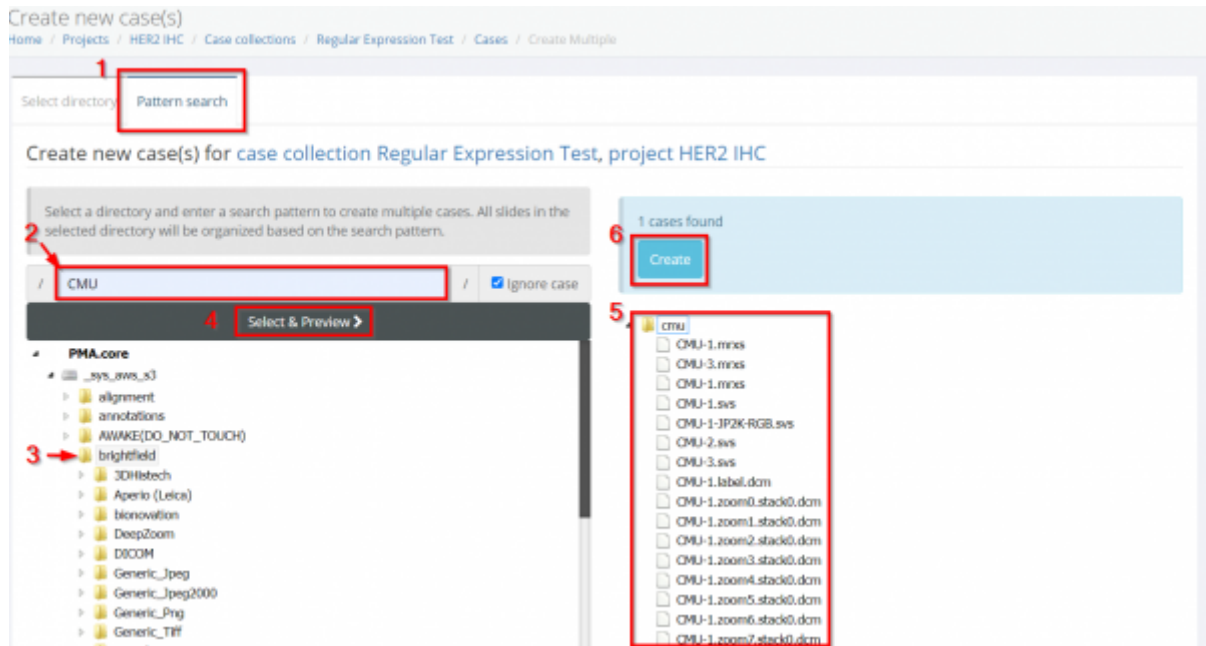 Create new case(s)
Home / Projects / HER2 IHC / Case collections / Regular Expression Test / Cases / Create Multiple
1
Select directory
Pattern search
Create new case(s) for case collection Regular Expression Test, project HER2 IHC
Select a directory and enter a search pattern to create multiple cases. All slides in the
selected directory will be organized based on the search pattern.
2
/ CMU / Ignore case
4 Select & Preview
PMA.core
_sys_aws_s3
alignment
annotations
AWAKE(DO_NOT_TOUCH)
3 brightfield
3DHistech
Aperio (Leica)
bionovation
DeepZoom
DICOM
Generic_Jpeg
Generic_Jpeg2000
Generic_Png
Generic_Tiff
1 cases found
6
Create
5
cmu
CMU-1.mrxs
CMU-3.mrxs
CMU-1.mrxs
CMU-1.svs
CMU-1-JP2K-RGB.svs
CMU-2.svs
CMU-3.svs
CMU-1.label.dcm
CMU-1.zoom0.stack0.dcm
CMU-1.zoom1.stack0.dcm
CMU-1.zoom2.stack0.dcm
CMU-1.zoom3.stack0.dcm
CMU-1.zoom4.stack0.dcm
CMU-1.zoom5.stack0.dcm
CMU-1.zoom6.stack0.dcm
CMU-1.zoom7.stack0.dcm